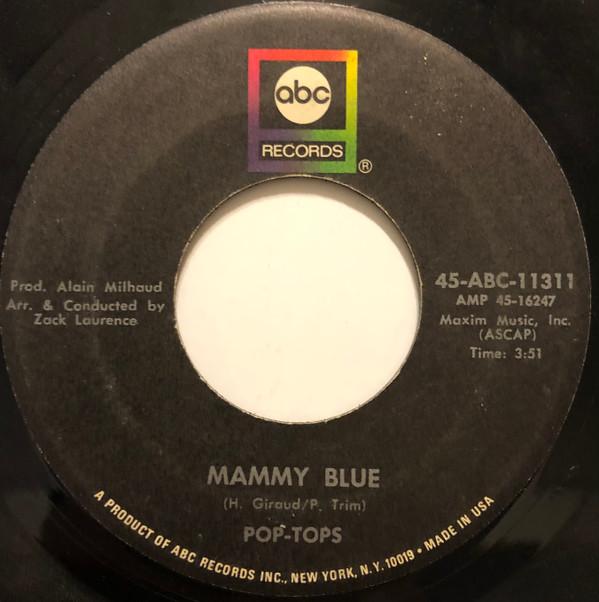 abc
RECORDS
®
Prod. Alain Milhaud
Arr. & Conducted by
Zack Laurence
45-ABC-11311
AMP 45-16247
Maxim Music, Inc.
(ASCAP)
Time: 3:51
MAMMY BLUE
(H. Giraud/P. Trim)
POP-TOPS
A PRODUCT OF ABC RECORDS INC., NEW YORK, N.Y. 10019 • MADE IN USA